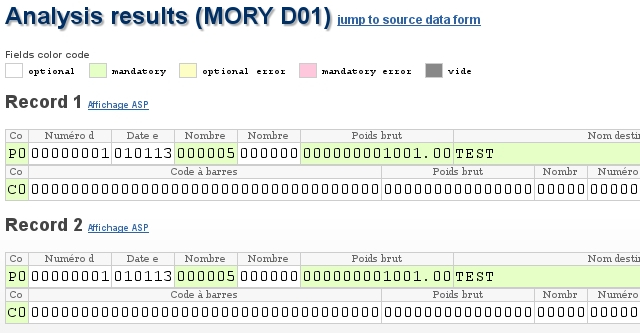 Analysis results (MORY D01) jump to source data form
Fields color code
optional mandatory optional error mandatory error vide
Record 1 Affichage ASP
Co Numéro d Date e Nombre Nombre Poids brut Nom destin
P0 00000001 010113 000005 000000 000000001001.00 TEST
Co Code à barres Poids brut Nombr Numéro
C0 00000000000000000000000000000000000 000000000000000 00000 00000
Record 2 Affichage ASP
Co Numéro d Date e Nombre Nombre Poids brut Nom destin
P0 00000001 010113 000005 000000 000000001001.00 TEST
Co Code à barres Poids brut Nombr Numéro
C0 00000000000000000000000000000000000 000000000000000 00000 00000